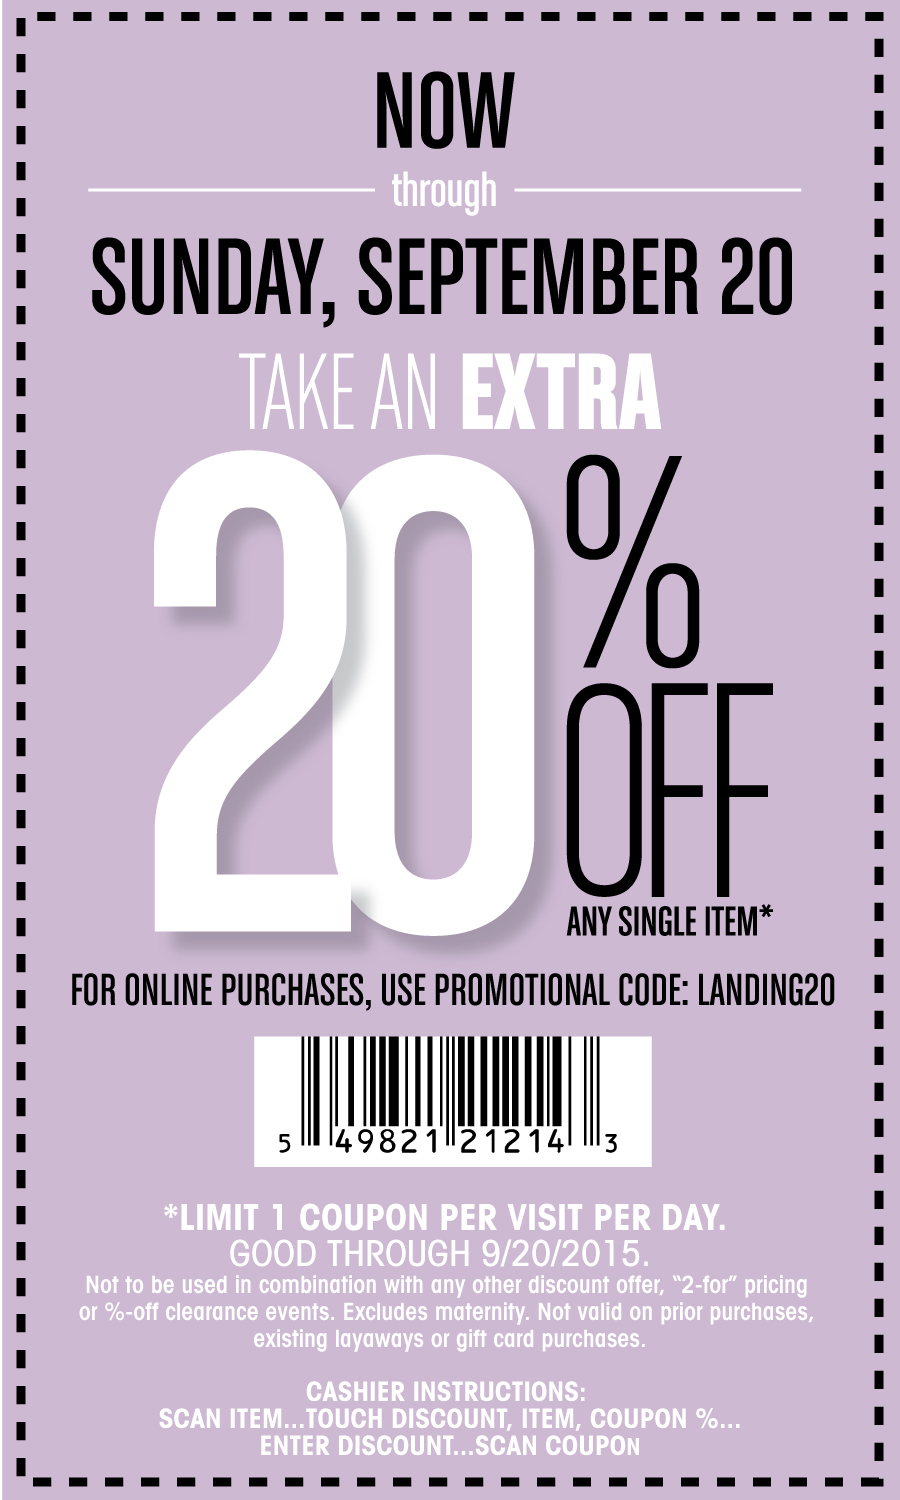 NOW
through
SUNDAY, SEPTEMBER 20
TAKE AN EXTRA
20% OFF
ANY SINGLE ITEM*
FOR ONLINE PURCHASES, USE PROMOTIONAL CODE: LANDING20
5 49821 21214 3
*LIMIT 1 COUPON PER VISIT PER DAY.
GOOD THROUGH 9/20/2015.
Not to be used in combination with any other discount offer, “2-for” pricing
or %-off clearance events. Excludes maternity. Not valid on prior purchases,
existing layaways or gift card purchases.
CASHIER INSTRUCTIONS:
SCAN ITEM...TOUCH DISCOUNT, ITEM, COUPON %...
ENTER DISCOUNT...SCAN COUPON